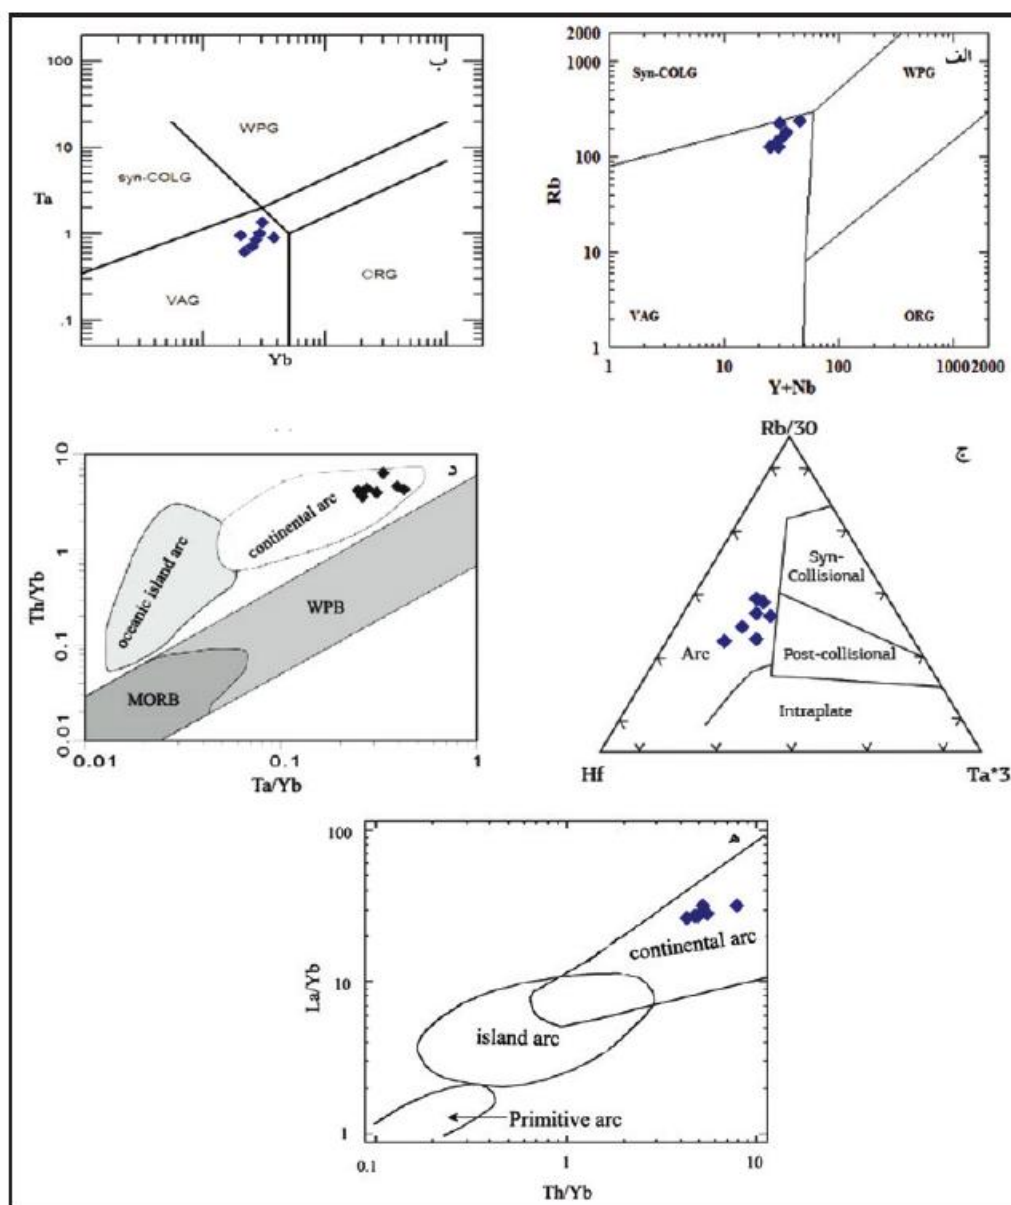 ب
100
WPG
10
syn-COLG
Ta
1
ORG
VAG
.1
Yb
الف
2000
1000
Syn-COLG
WPG
100
Rb
10
VAG
ORG
1
1
10
100
1000
2000
Y+Nb
د
10
continental arc
1
Th/Yb
oceanic island arc
WPB
0.1
MORB
0.01
0.01
0.1
1
Ta/Yb
Rb/30
ج
Syn-
Collisional
Arc
Post-collisional
Intraplate
Hf
Ta*3
ه
100
continental arc
La/Yb
10
island arc
Primitive arc
1
0.1
1
10
Th/Yb